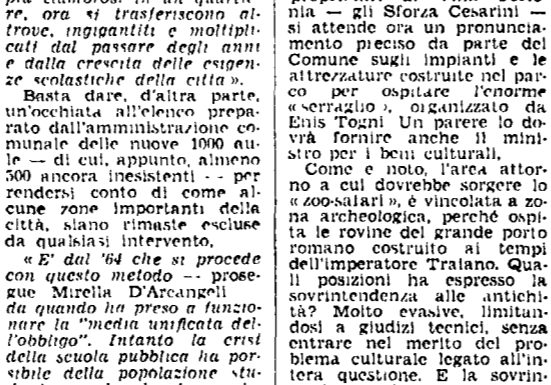 re, ora si trasferiscono al-
trove, ingigantiti e moltipli-
cati dal passare degli anni
e dalla crescita delle esigen-
ze scolastiche della città ».
Basta dare, d'altra parte,
un'occhiata all'elenco prepa-
rato dall'amministrazione co-
munale delle nuove 1000 au-
le — di cui, appunto, almeno
500 ancora inesistenti -- per
rendersi conto di come al-
cune zone importanti della
città, siano rimaste escluse
da qualsiasi intervento.
« E' dal '64 che si procede
con questo metodo -- prose-
gue Mirella D'Arcangeli
da quando ha preso a funzio-
nare la "media unificata del-
l'obbligo". Intanto la crisi
della scuola pubblica ha por-
sibile della popolazione stu-
nia — gli Sforza Cesarini —
si attende ora un pronuncia-
mento preciso da parte del
Comune sugli impianti e le
attrezzature costruite nel par-
co per ospitare l'enorme
« serraglio », organizzato da
Enis Togni Un parere lo do-
vrà fornire anche il mini-
stro per i beni culturali.
Come è noto, l'area attor-
no a cui dovrebbe sorgere lo
« zoo-safari », è vincolata a zo-
na archeologica, perché ospi-
ta le rovine del grande porto
romano costruito ai tempi
dell'imperatore Traiano. Qua-
li posizioni ha espresso la
sovrintendenza alle antichi-
tà? Molto evasive, limitan-
dosi a giudizi tecnici, senza
entrare nel merito del pro-
blema culturale legato all'in-
tera questione. E la sovrin-